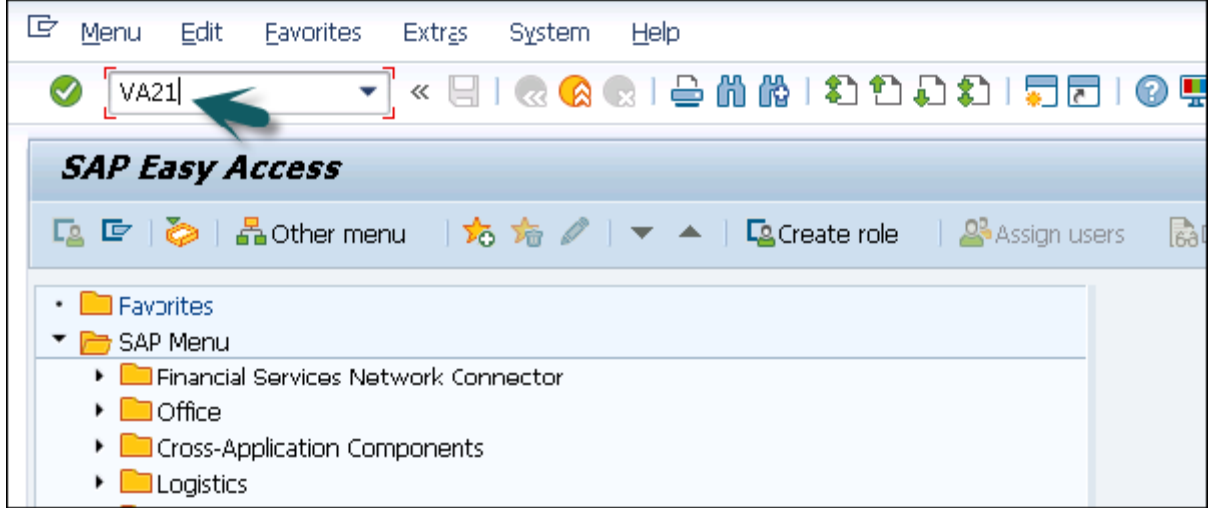 Menu Edit Favorites Extras System Help
VA21
SAP Easy Access
Other menu Create role Assign users
Favorites
SAP Menu
Financial Services Network Connector
Office
Cross-Application Components
Logistics